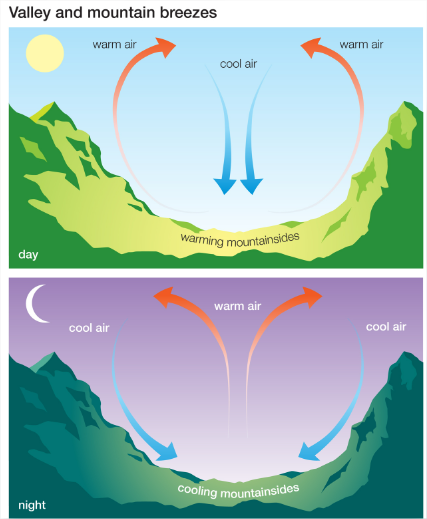 Valley and mountain breezes
warm air
warm air
cool air
warming mountainsides
day
warm air
cool air
cool air
cooling mountainsides
night